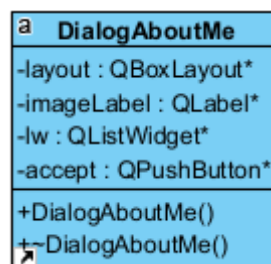 a
DialogAboutMe
-layout : QBoxLayout*
-imageLabel : QLabel*
-lw : QListWidget*
-accept : QPushButton*
+DialogAboutMe()
+~DialogAboutMe()